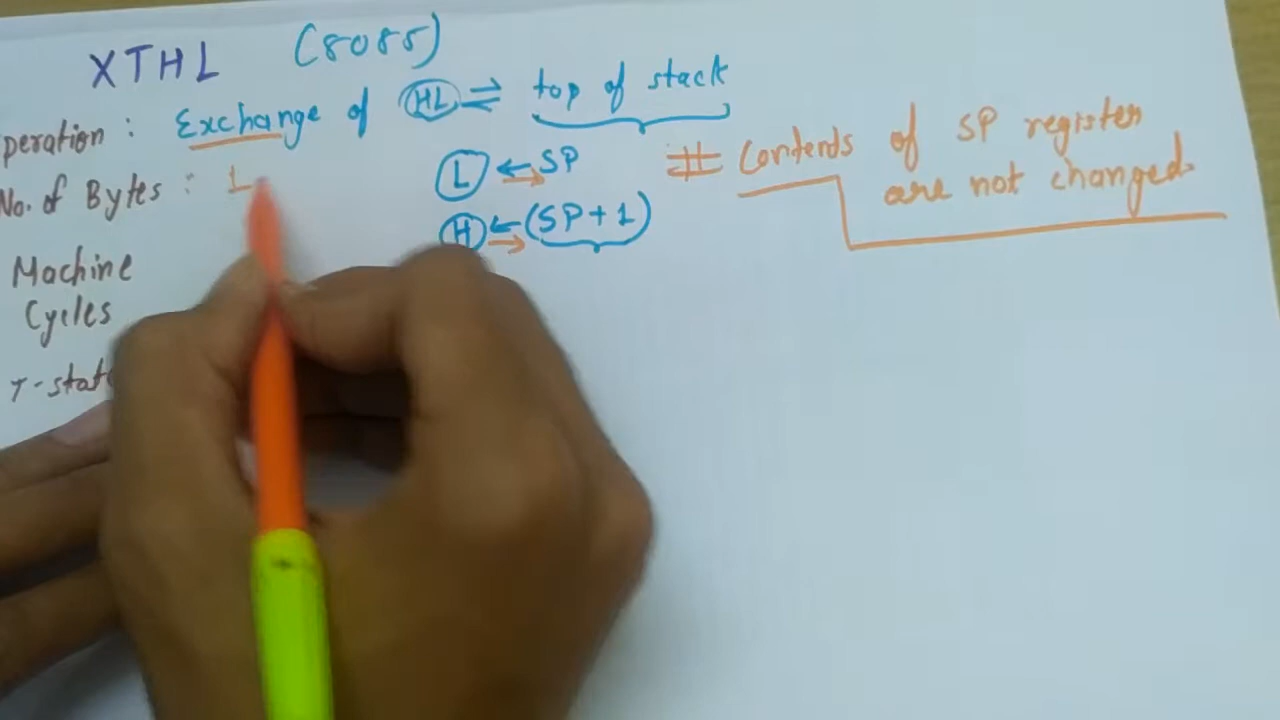 XTHL (8085)
peration : Exchange of HL ⇌ top of stack
L ← → SP
H ← → (SP+1)
# Contents of SP register
are not changed.
No. of Bytes : 1
Machine
Cycles
T-stat